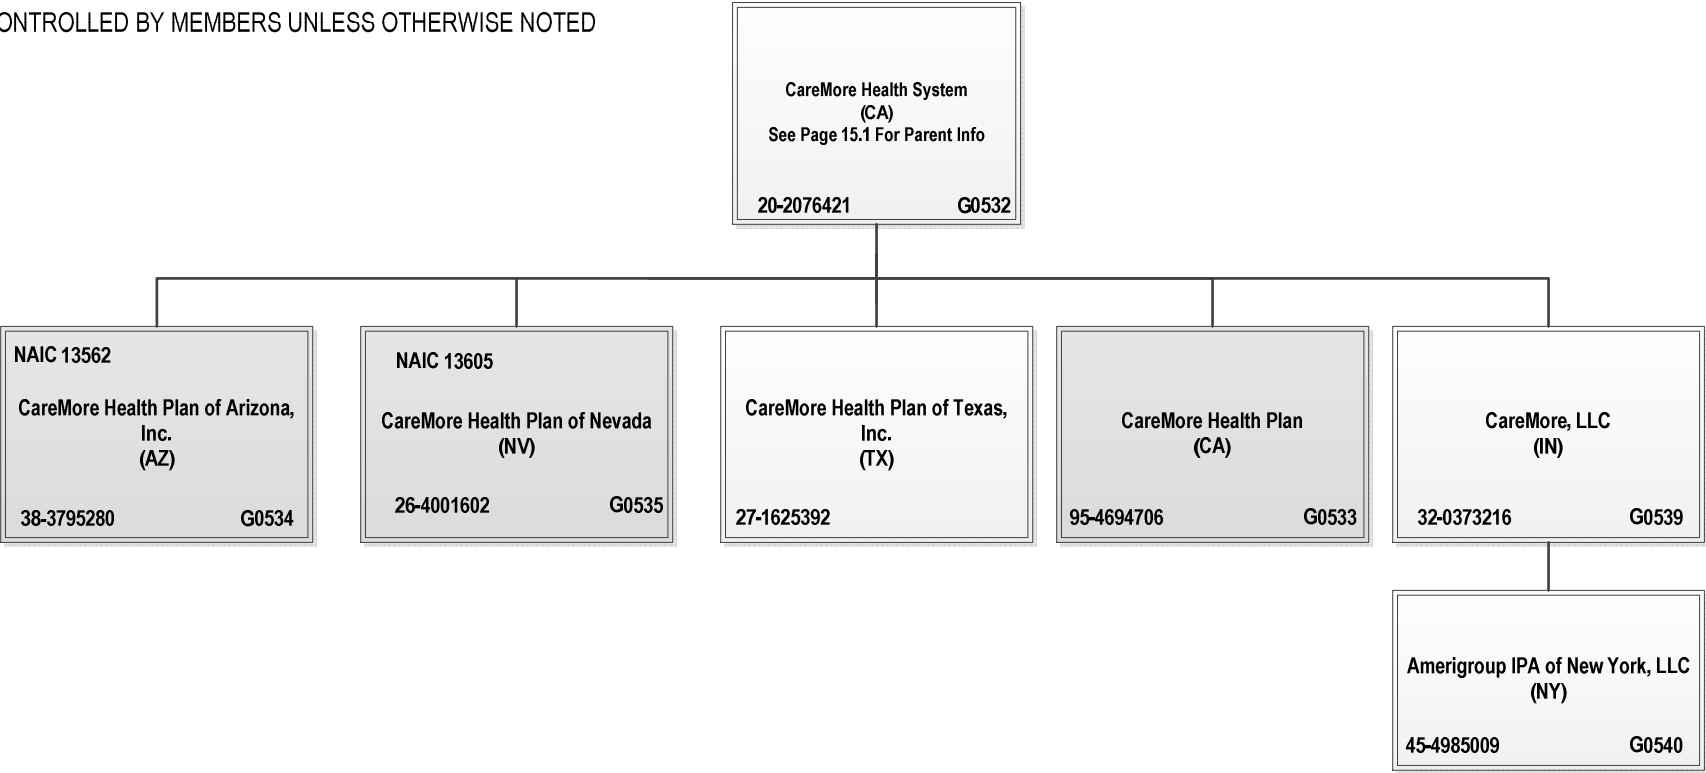 ONTROLLED BY MEMBERS UNLESS OTHERWISE NOTED
CareMore Health System
(CA)
See Page 15.1 For Parent Info
20-2076421 G0532
NAIC 13562
CareMore Health Plan of Arizona,
Inc.
(AZ)
38-3795280 G0534
NAIC 13605
CareMore Health Plan of Nevada
(NV)
26-4001602 G0535
CareMore Health Plan of Texas,
Inc.
(TX)
27-1625392
CareMore Health Plan
(CA)
95-4694706 G0533
CareMore, LLC
(IN)
32-0373216 G0539
Amerigroup IPA of New York, LLC
(NY)
45-4985009 G0540